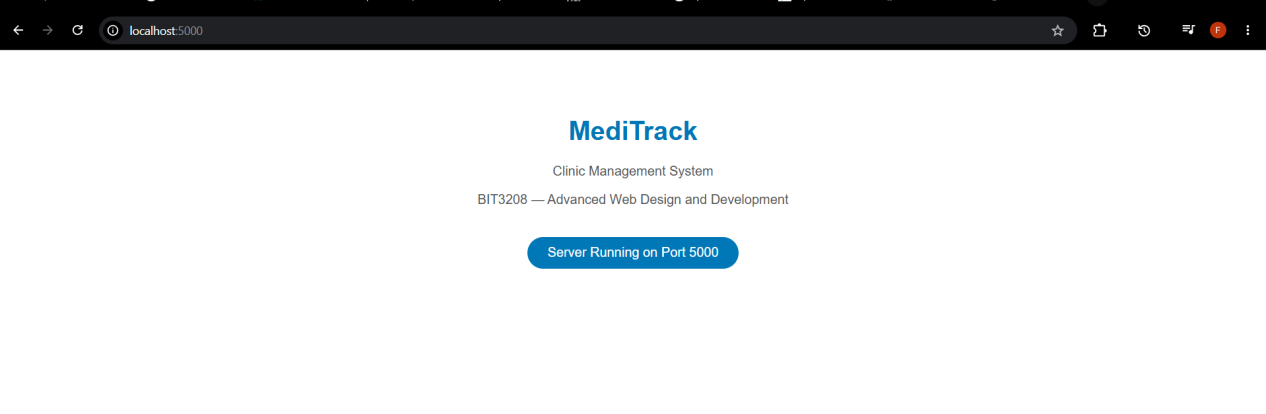 localhost:5000
F
MediTrack
Clinic Management System
BIT3208 — Advanced Web Design and Development
Server Running on Port 5000